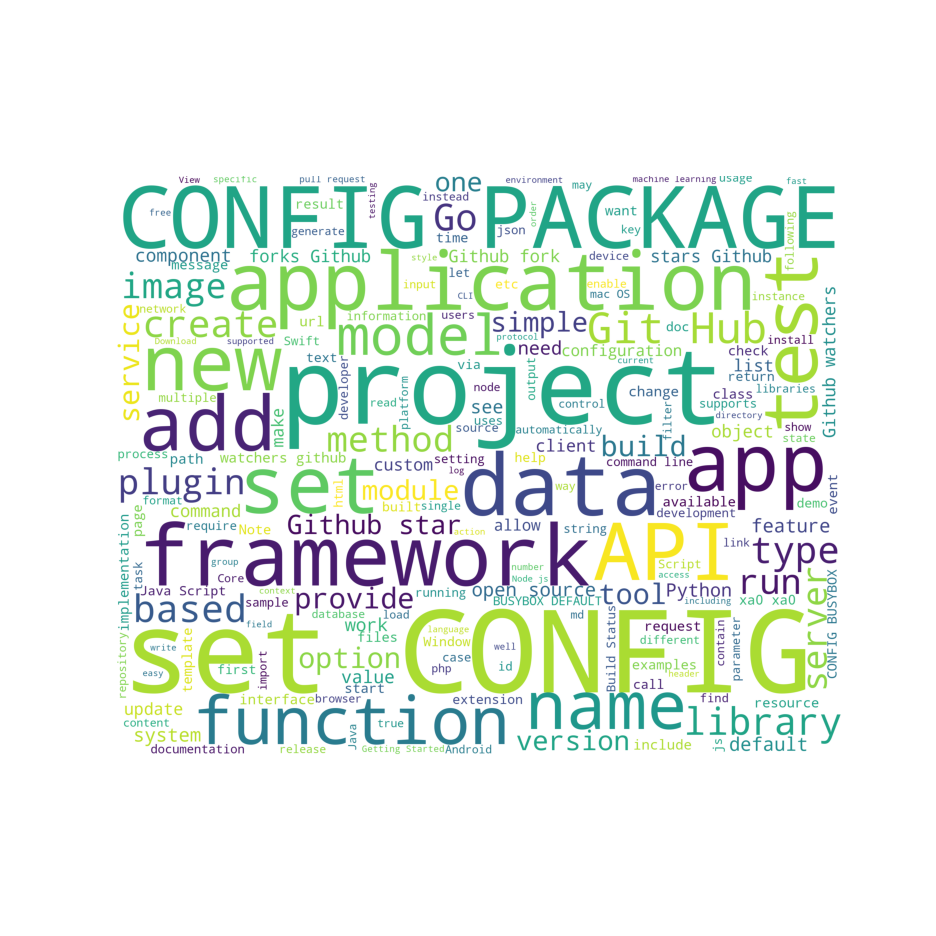 View
specific
pull request
testing
one
environment
may
machine learning
usage
fast
CONFIG PACKAGE
free
result
generate
instead
Go
time
json
order
want
key
following
component
message
forks Github
application
style
Github fork
device
stars Github
image
let
input
CLI
etc
enable
mac OS
instance
test
service
network
create
url
information
model
users
simple
protocol
Git Hub
doc
install
Github watchers
Download
supported
Swift
need
configuration
check
new
text
developer
via
project
current
list
return
libraries
multiple
read
platform
node
output
change
class
directory
add
make
see
uses
control
filter
supports
object
show
state
method
source
automatically
process
path
watchers github
client
build
app
plugin
set
custom
setting
log
help
data
command line
error
format
html
module
built
single
way
available
development
demo
event
page
command
require
Note
Github star
action
allow
string
feature
implementation
framework
API
link
type
group
number
Script
access
task
Core
Node js
Java Script
context
running
open source
tool
Python
run
server
based
sample
provide
BUSYBOX DEFAULT
including
xa0 xa0
CONFIG BUSYBOX
field
database
load
md
set CONFIG
work
language
files
Window
well
Build Status
request
different
contain
parameter
repository
write
template
first
import
option
case
php
id
examples
header
easy
value
call
start
update
interface
browser
extension
find
resource
content
function
true
name
library
system
Java
version
include
js
default
documentation
release
Getting Started
Android